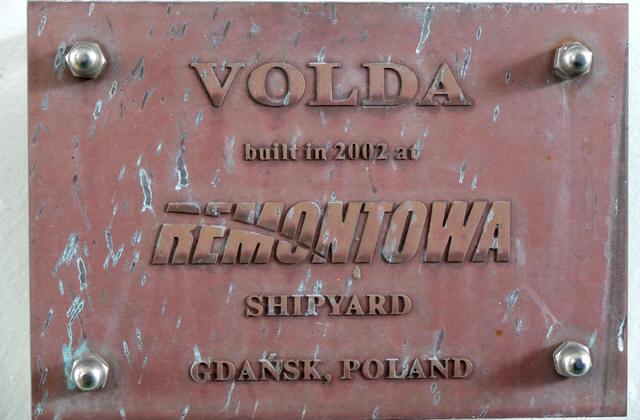 VOLDA
built in 2002 at
REMONTOWA
SHIPYARD
GDAŃSK, POLAND